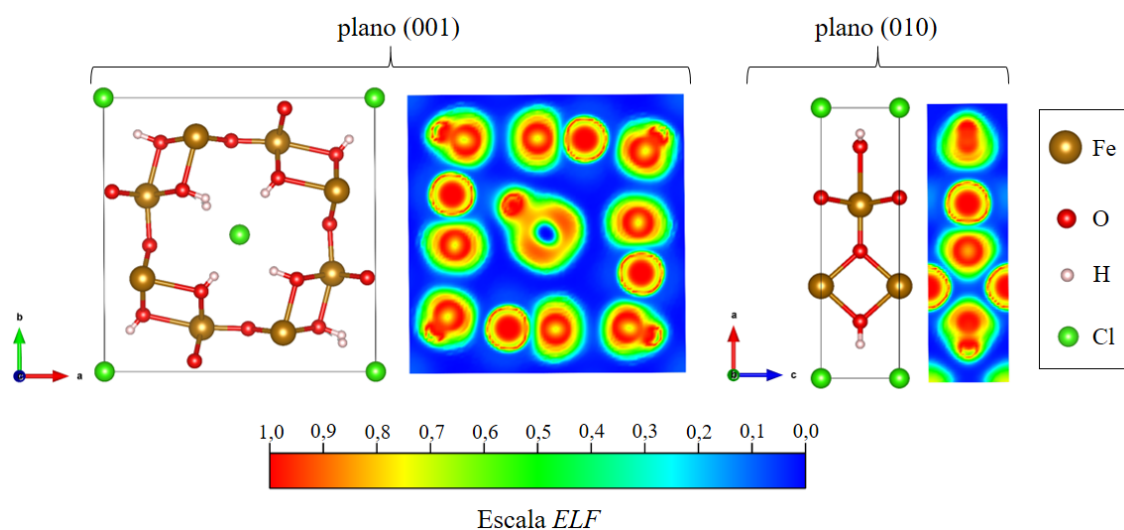 plano (001)
plano (010)
b
a
a
b
c
Fe
O
H
Cl
1,0 0,9 0,8 0,7 0,6 0,5 0,4 0,3 0,2 0,1 0,0
Escala ELF